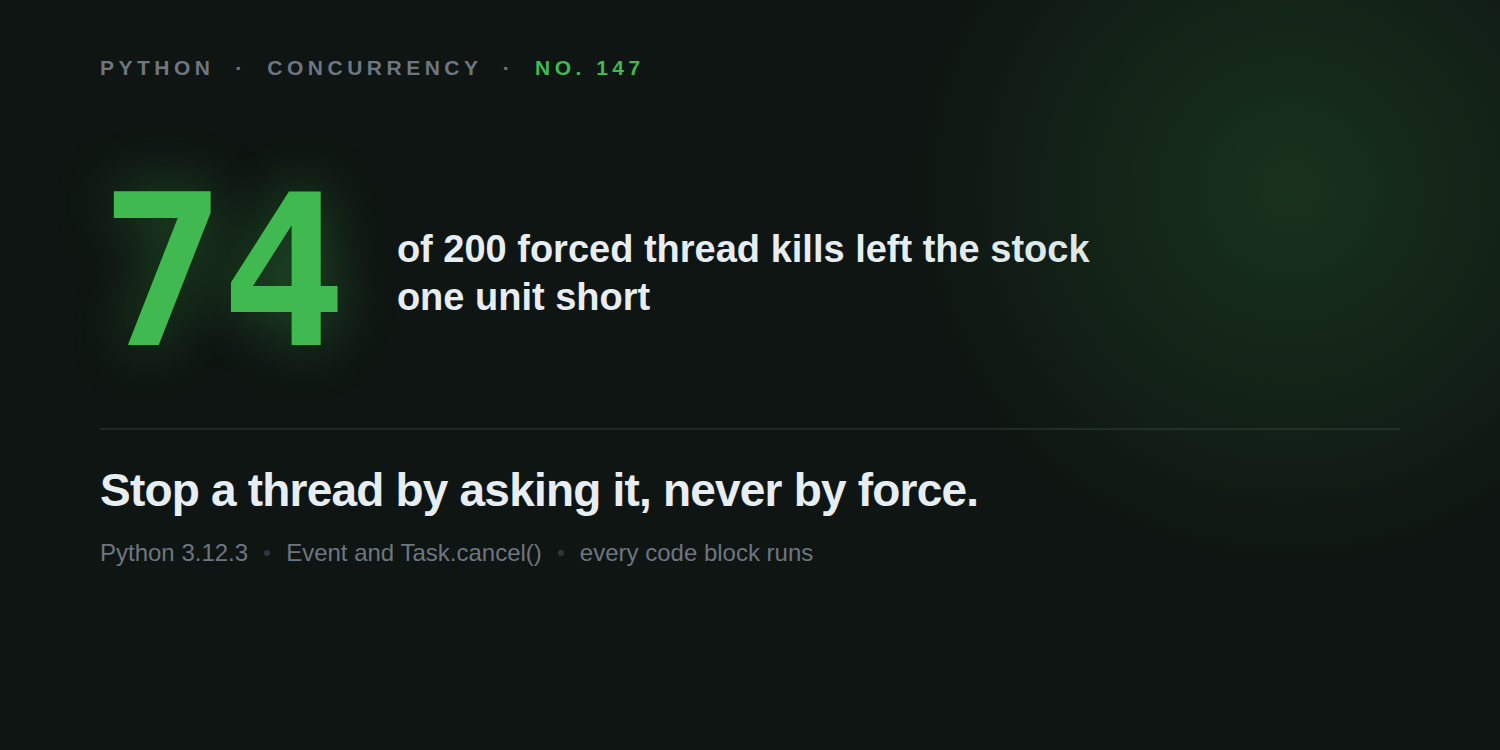 PYTHON · CONCURRENCY · NO. 147
74
of 200 forced thread kills left the stock
one unit short
Stop a thread by asking it, never by force.
Python 3.12.3 • Event and Task.cancel() • every code block runs